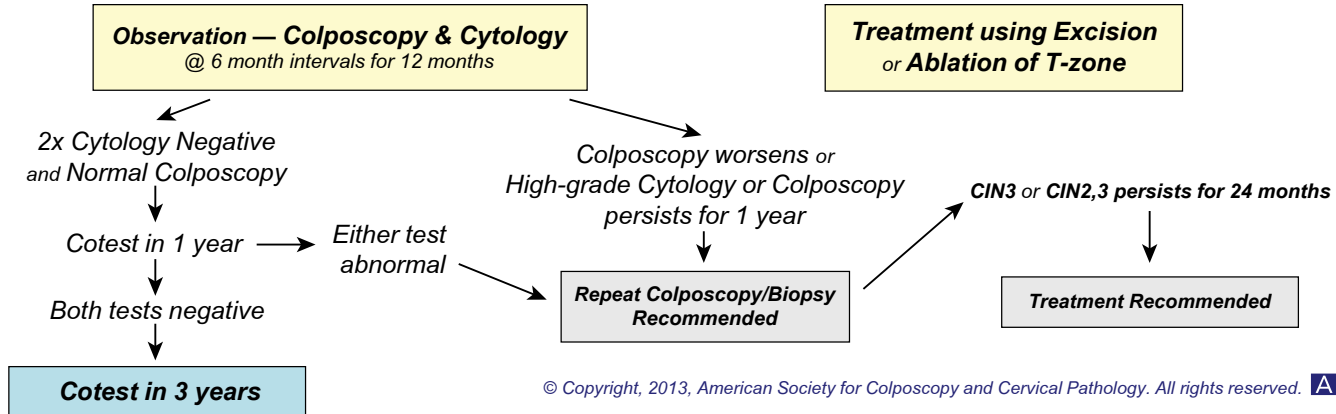 Observation — Colposcopy & Cytology
@ 6 month intervals for 12 months
Treatment using Excision
or Ablation of T-zone
2x Cytology Negative
and Normal Colposcopy
Colposcopy worsens or
High-grade Cytology or Colposcopy
persists for 1 year
CIN3 or CIN2,3 persists for 24 months
Cotest in 1 year
Either test
abnormal
Repeat Colposcopy/Biopsy
Recommended
Treatment Recommended
Both tests negative
Cotest in 3 years
© Copyright, 2013, American Society for Colposcopy and Cervical Pathology. All rights reserved.
A